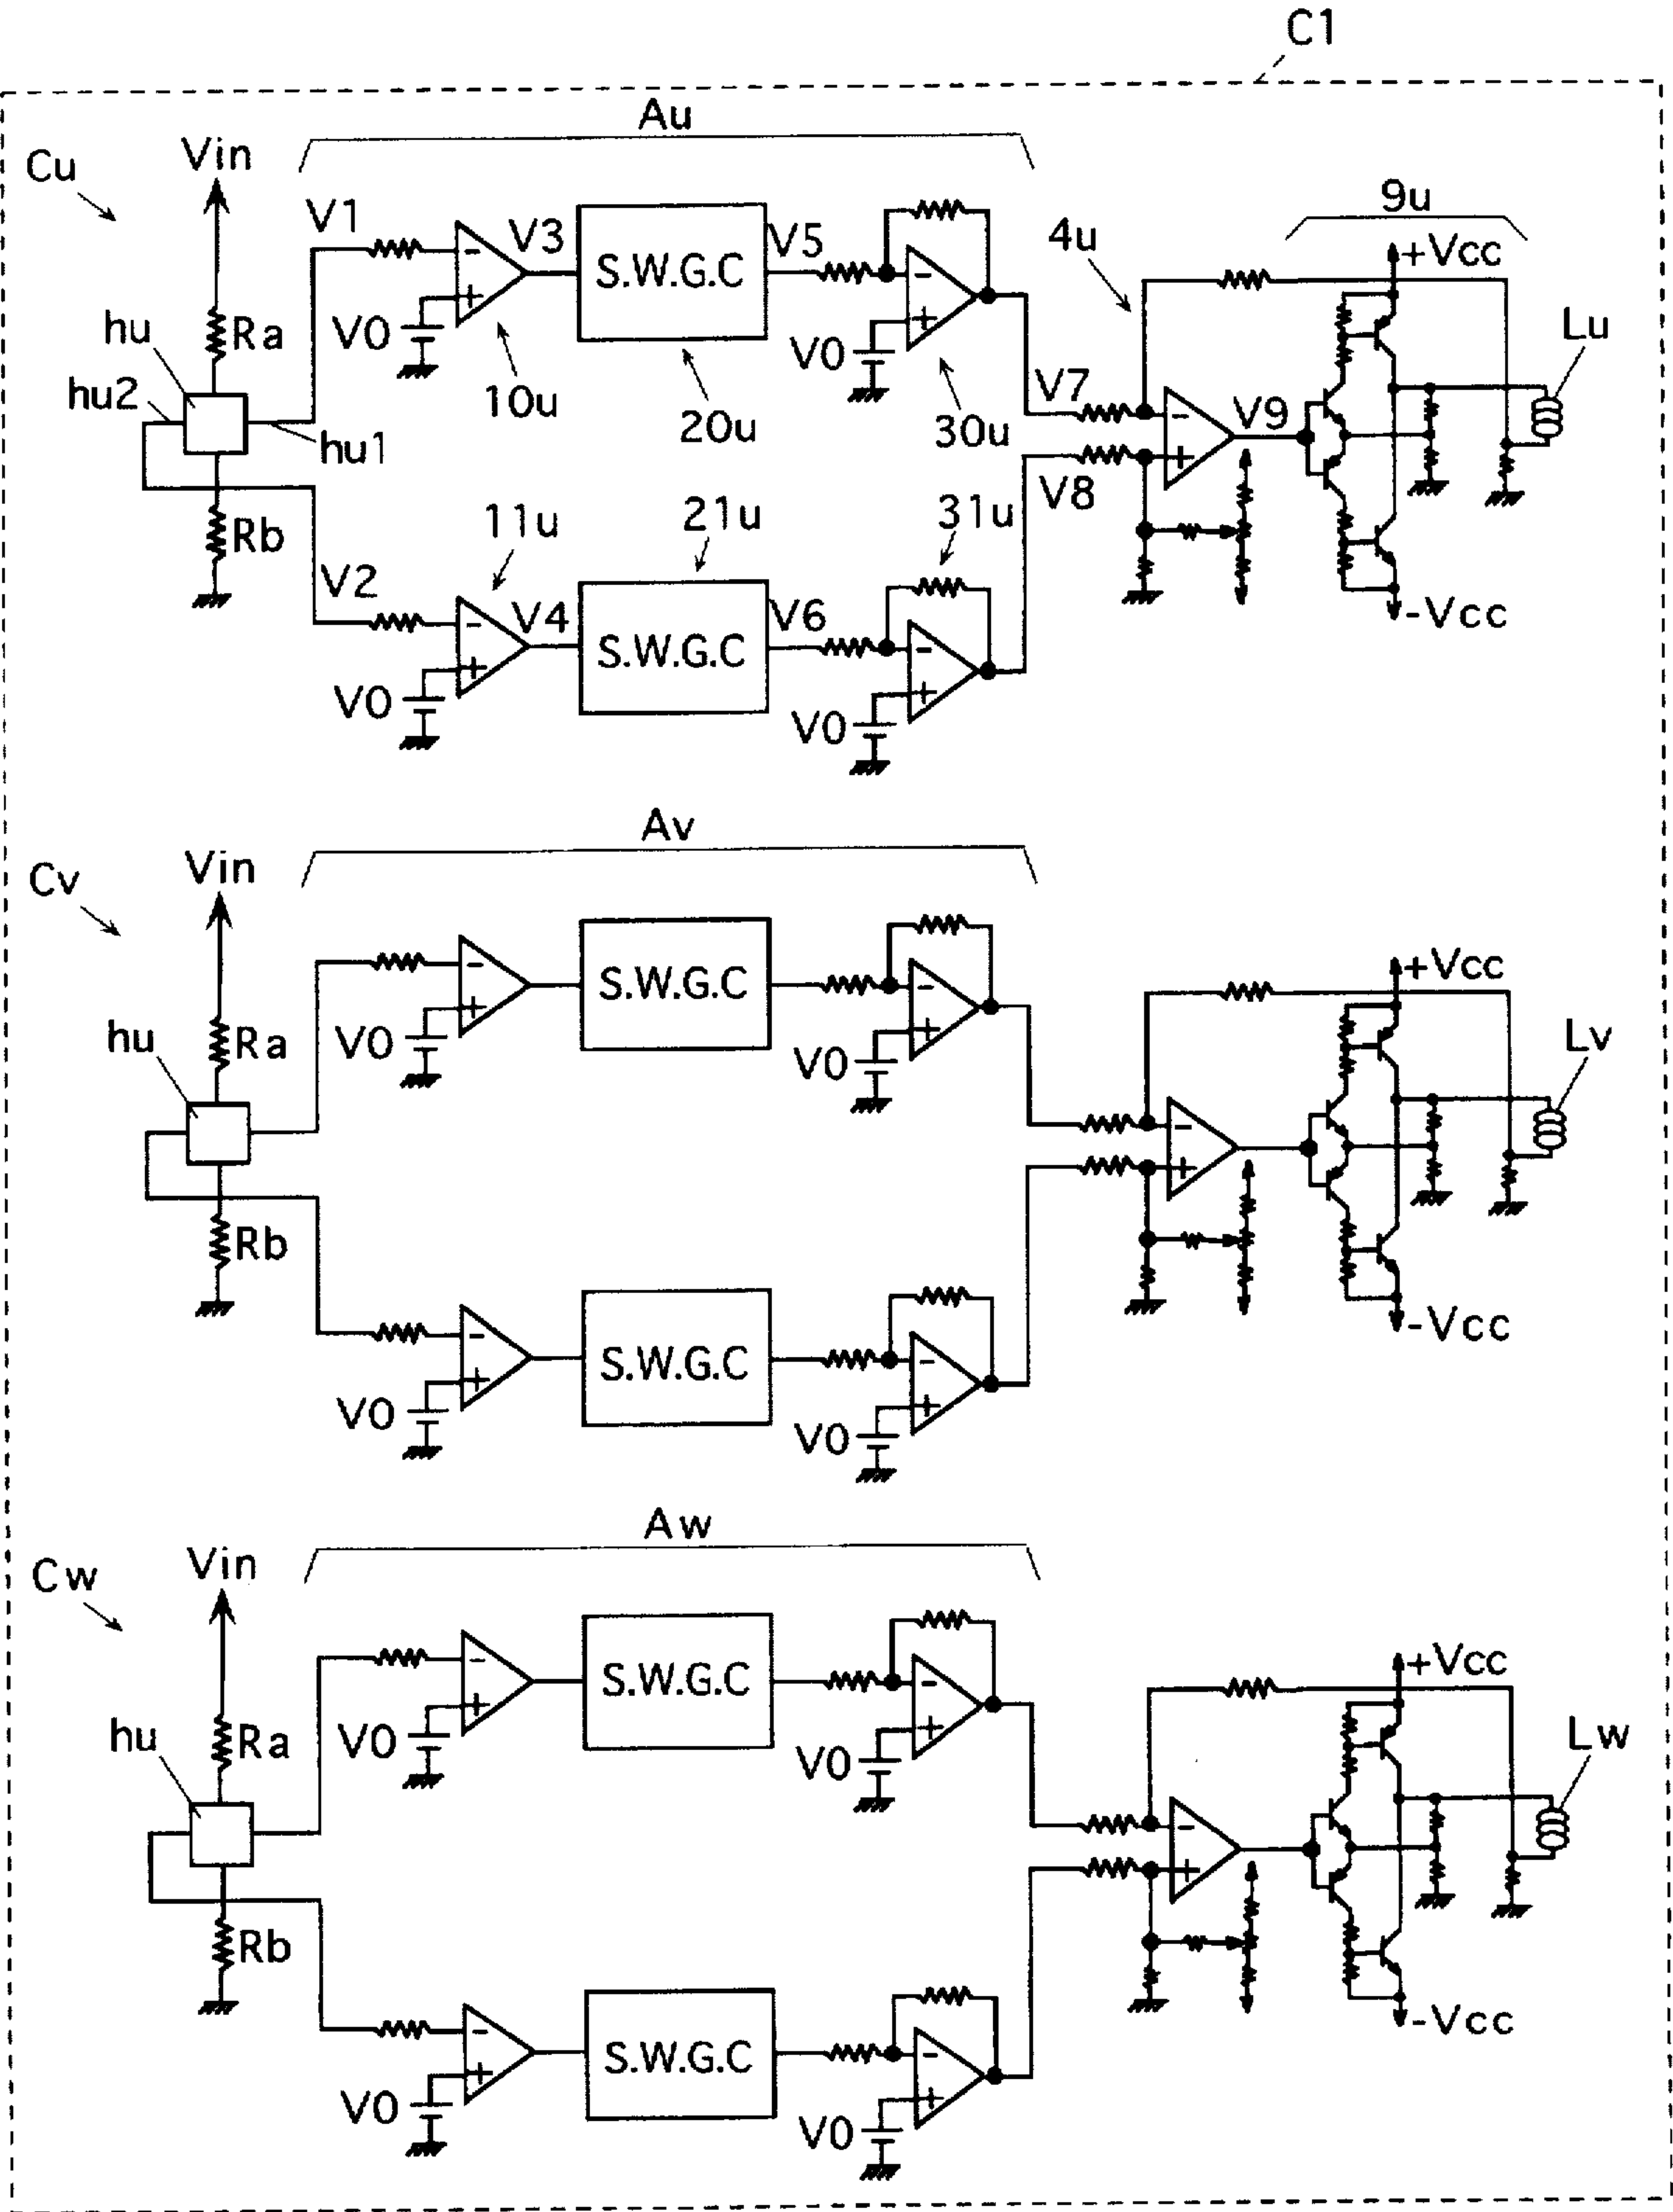 C1
Au
Cu
Vin
V1
V3
S.W.G.C
V5
4u
9u
+Vcc
hu
Ra
V0
V0
Lu
hu2
10u
20u
30u
V7
V9
hu1
V8
Rb
11u
21u
31u
V2
V4
S.W.G.C
V6
-Vcc
V0
V0
Av
Cv
Vin
S.W.G.C
+Vcc
hu
Ra
V0
V0
Lv
Rb
S.W.G.C
-Vcc
V0
V0
Aw
Cw
Vin
S.W.G.C
+Vcc
hu
Ra
V0
V0
Lw
Rb
S.W.G.C
-Vcc
V0
V0